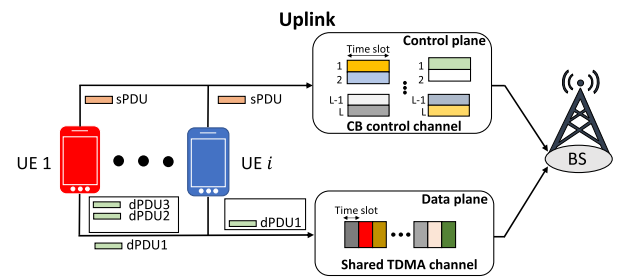 Uplink
Control plane
Time slot
1
2
1
2
L-1
L
L-1
L
CB control channel
sPDU
sPDU
UE 1
UE i
BS
dPDU3
dPDU2
dPDU1
dPDU1
Data plane
Time slot
Shared TDMA channel